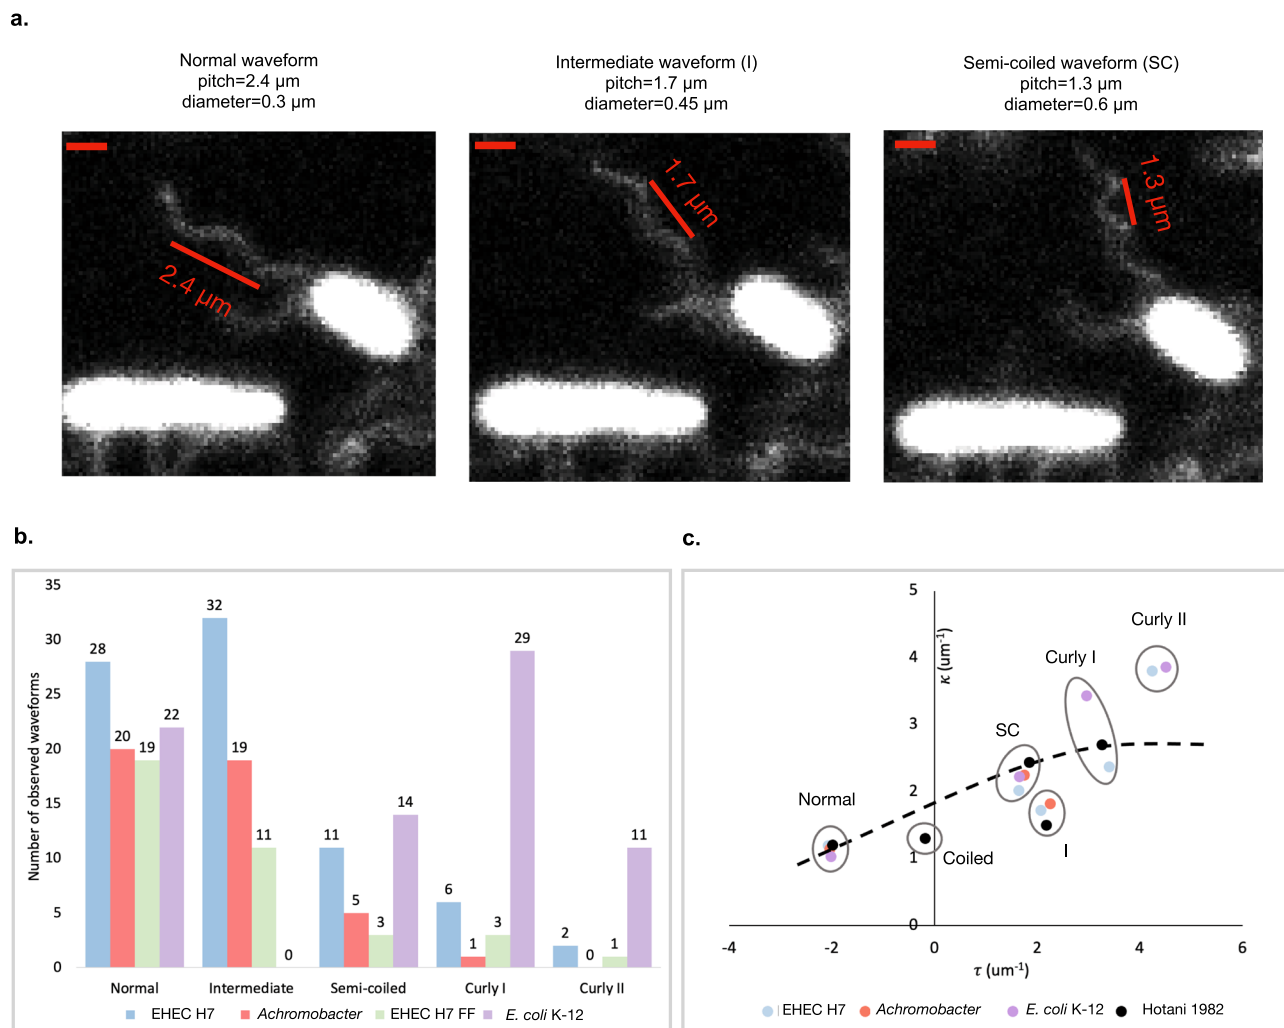 a.
Normal waveform
pitch=2.4 µm
diameter=0.3 µm
Intermediate waveform (I)
pitch=1.7 µm
diameter=0.45 µm
Semi-coiled waveform (SC)
pitch=1.3 µm
diameter=0.6 µm
2.4 µm
1.7 µm
1.3 µm
b.
Number of observed waveforms
35
30
25
20
15
10
5
0
28
20
19
22
32
19
11
0
11
5
3
14
6
1
3
29
2
0
1
11
Normal
Intermediate
Semi-coiled
Curly I
Curly II
EHEC H7
Achromobacter
EHEC H7 FF
E. coli K-12
c.
κ (um⁻¹)
5
4
3
2
1
0
Curly II
Curly I
SC
Normal
Coiled
I
-4
-2
0
2
4
6
τ (um⁻¹)
EHEC H7
Achromobacter
E. coli K-12
Hotani 1982